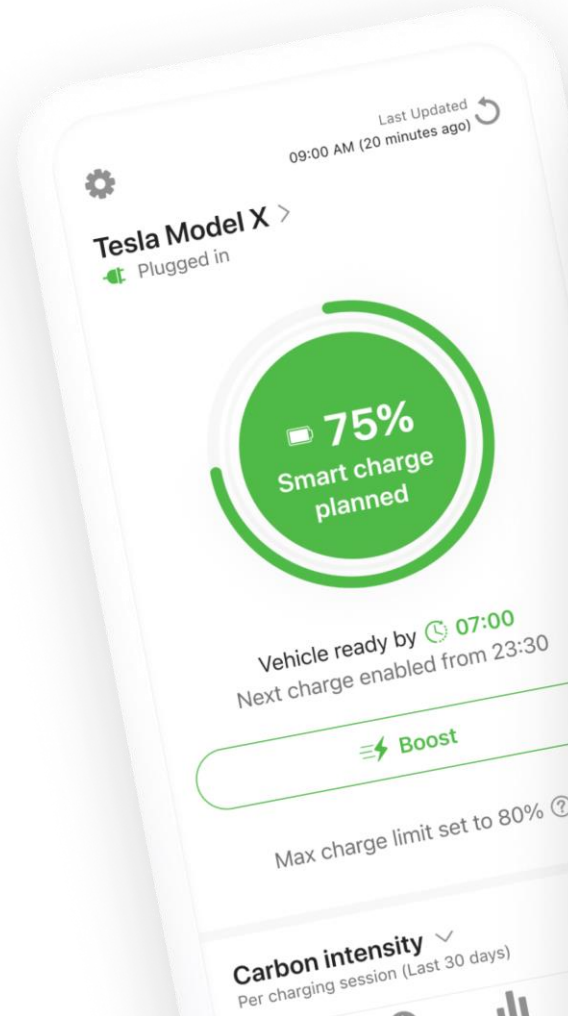 Last Updated
09:00 AM (20 minutes ago)
Tesla Model X
Plugged in
75%
Smart charge
planned
Vehicle ready by 07:00
Next charge enabled from 23:30
Boost
Max charge limit set to 80% ?
Carbon intensity
Per charging session (Last 30 days)